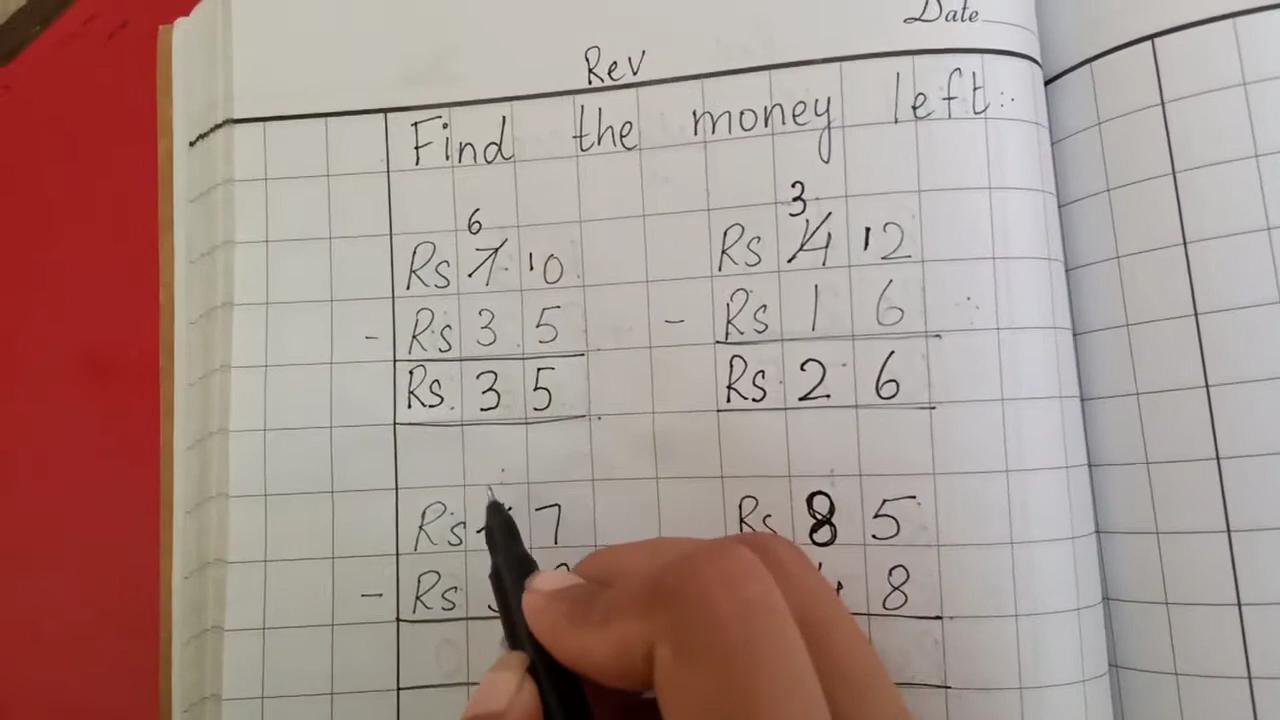 Date
Rev
Find the money left:
6 3
Rs 7 10 Rs 4 12
- Rs 3 5 - Rs 1 6
Rs. 3 5 Rs 2 6
Rs 7 Rs 8 5
- Rs 8